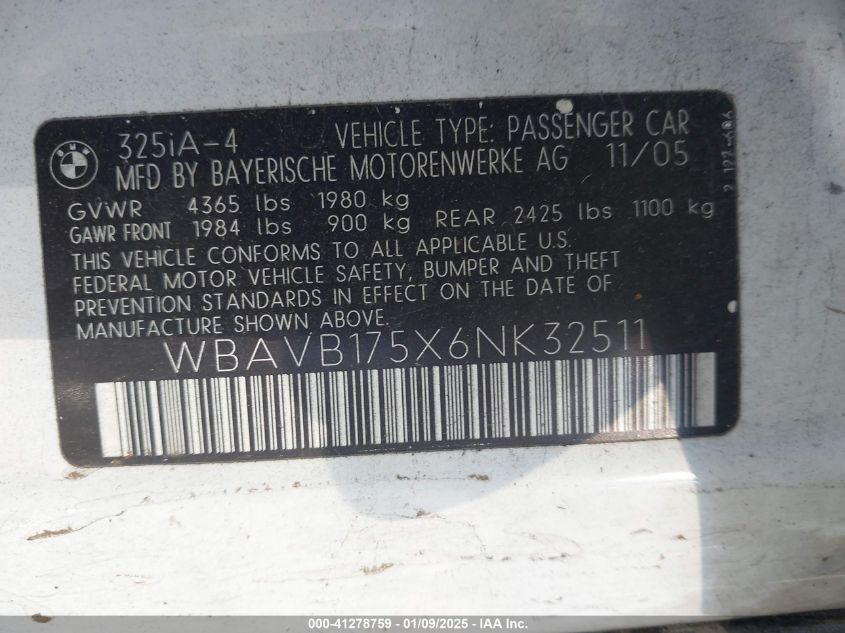 BMW
325iA-4 VEHICLE TYPE: PASSENGER CAR
MFD BY BAYERISCHE MOTORENWERKE AG 11/05
GVWR 4365 lbs 1980 kg
GAWR FRONT 1984 lbs 900 kg REAR 2425 lbs 1100 kg
THIS VEHICLE CONFORMS TO ALL APPLICABLE U.S.
FEDERAL MOTOR VEHICLE SAFETY, BUMPER AND THEFT
PREVENTION STANDARDS IN EFFECT ON THE DATE OF
MANUFACTURE SHOWN ABOVE.
WBAVB175X6NK32511
000-41278759 - 01/09/2025 - IAA Inc.